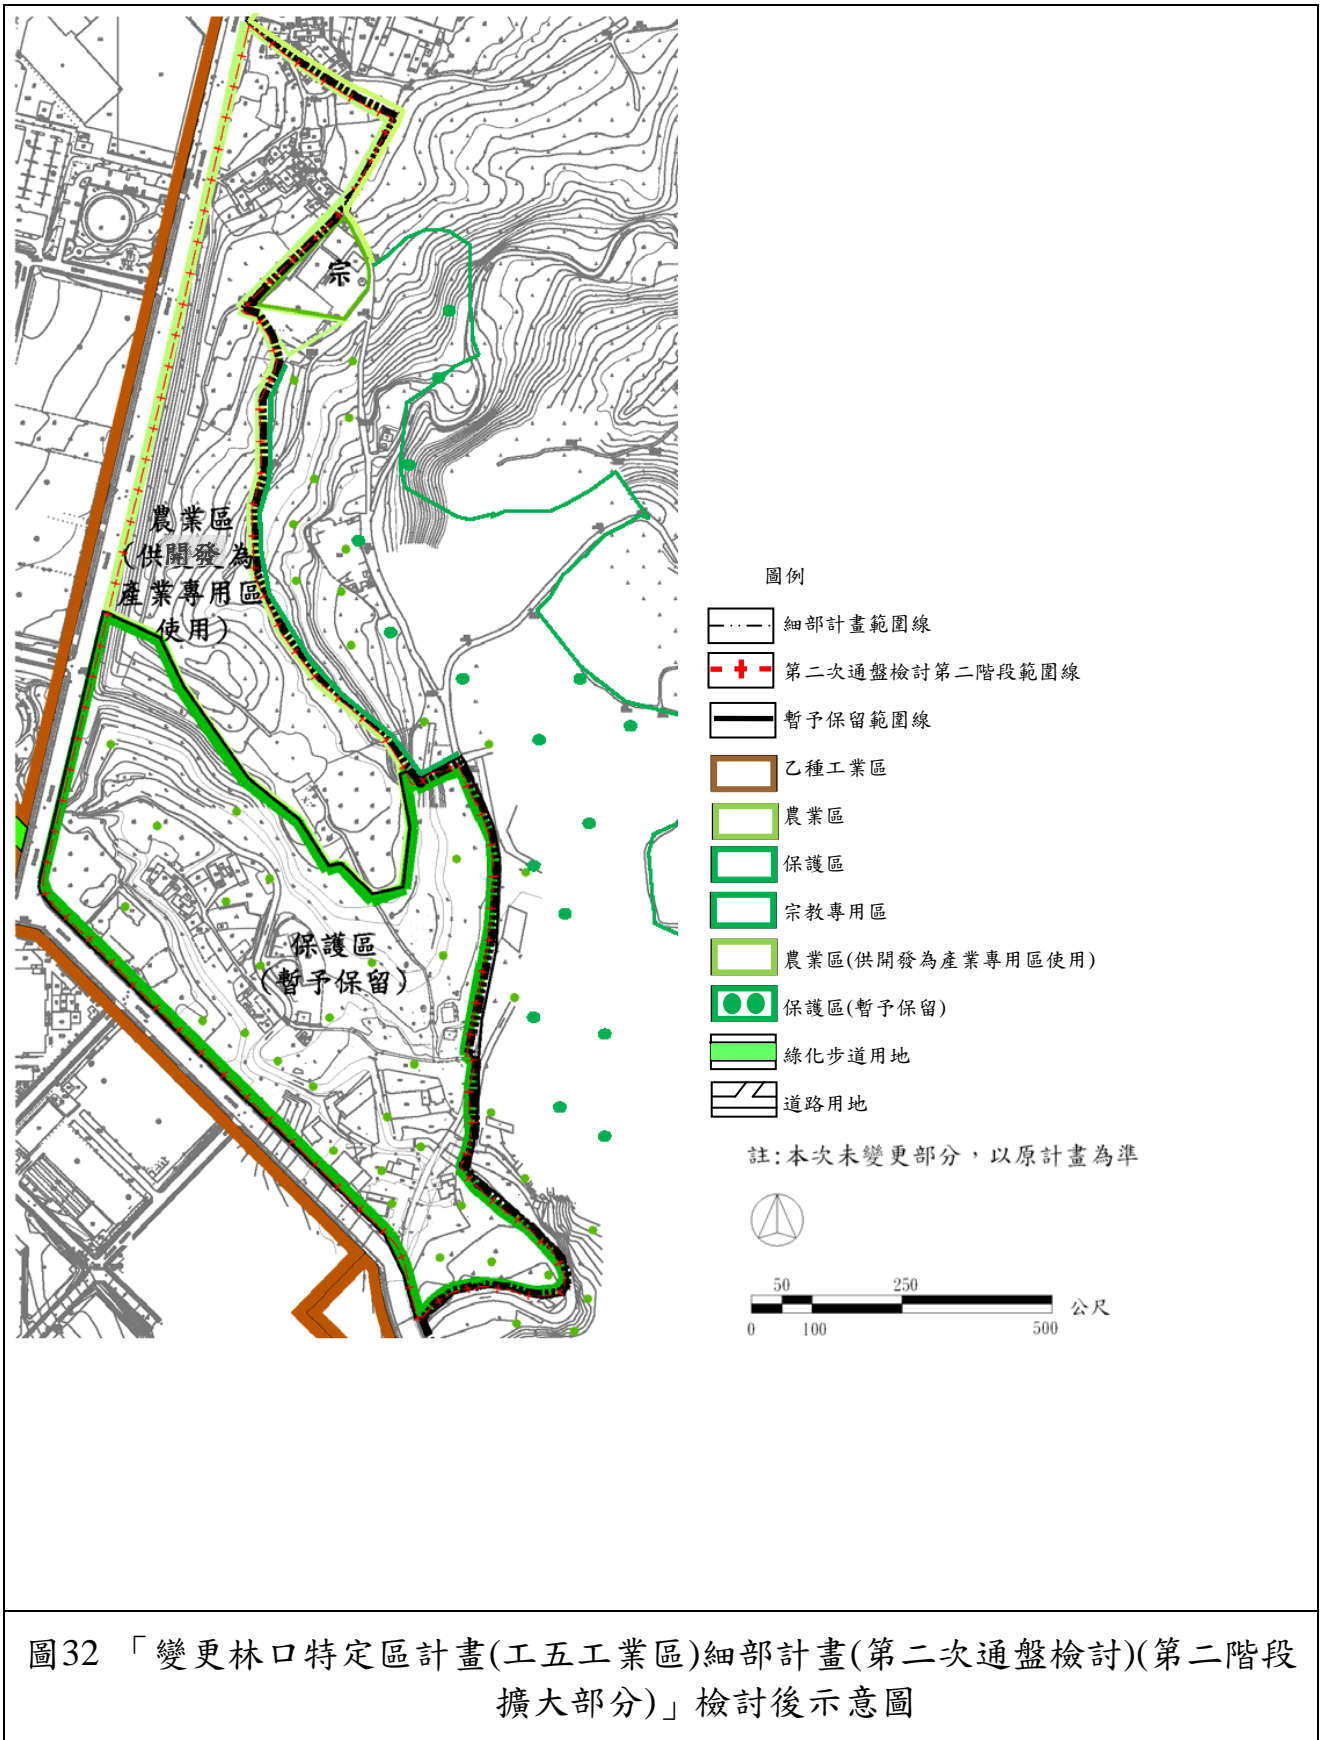 宗
農業區
(供開發為
產業專用區
使用)
保護區
(暫予保留)
圖例
細部計畫範圍線
第二次通盤檢討第二階段範圍線
暫予保留範圍線
乙種工業區
農業區
保護區
宗教專用區
農業區(供開發為產業專用區使用)
保護區(暫予保留)
綠化步道用地
道路用地
註:本次未變更部分，以原計畫為準
50 250
公尺
0 100 500
圖32 「變更林口特定區計畫(工五工業區)細部計畫(第二次通盤檢討)(第二階段
擴大部分)」檢討後示意圖